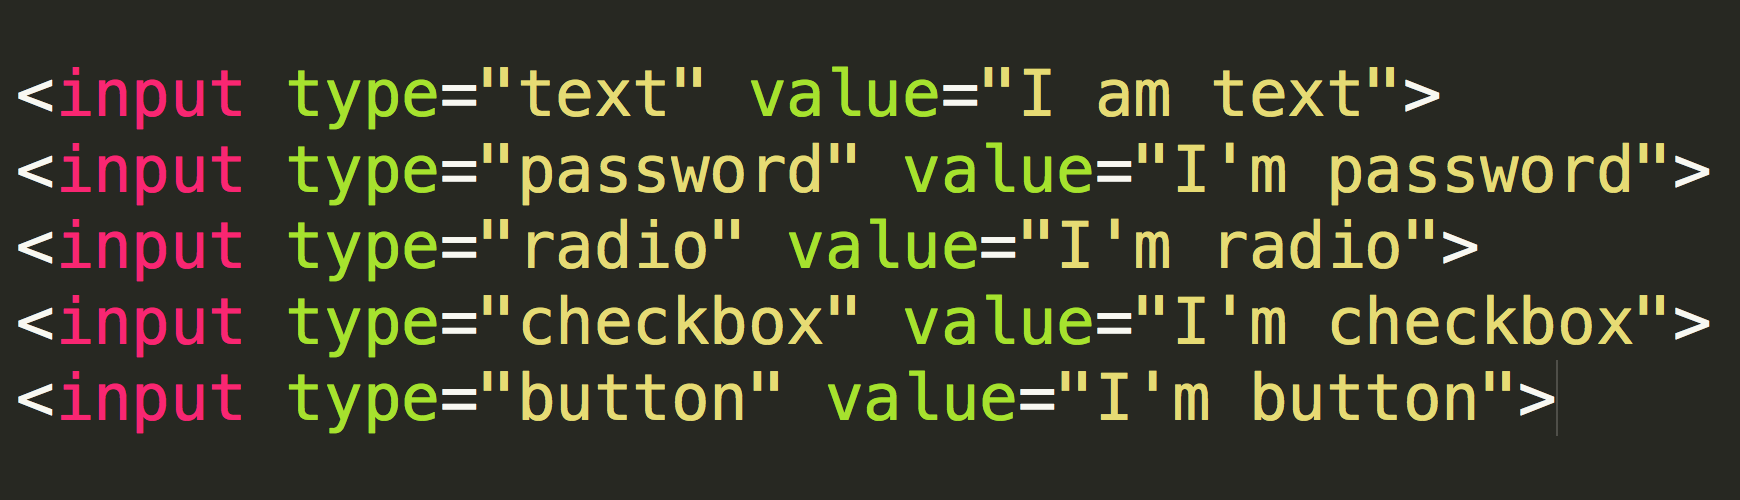 <input type="text" value="I am text">
<input type="password" value="I'm password">
<input type="radio" value="I'm radio">
<input type="checkbox" value="I'm checkbox">
<input type="button" value="I'm button">